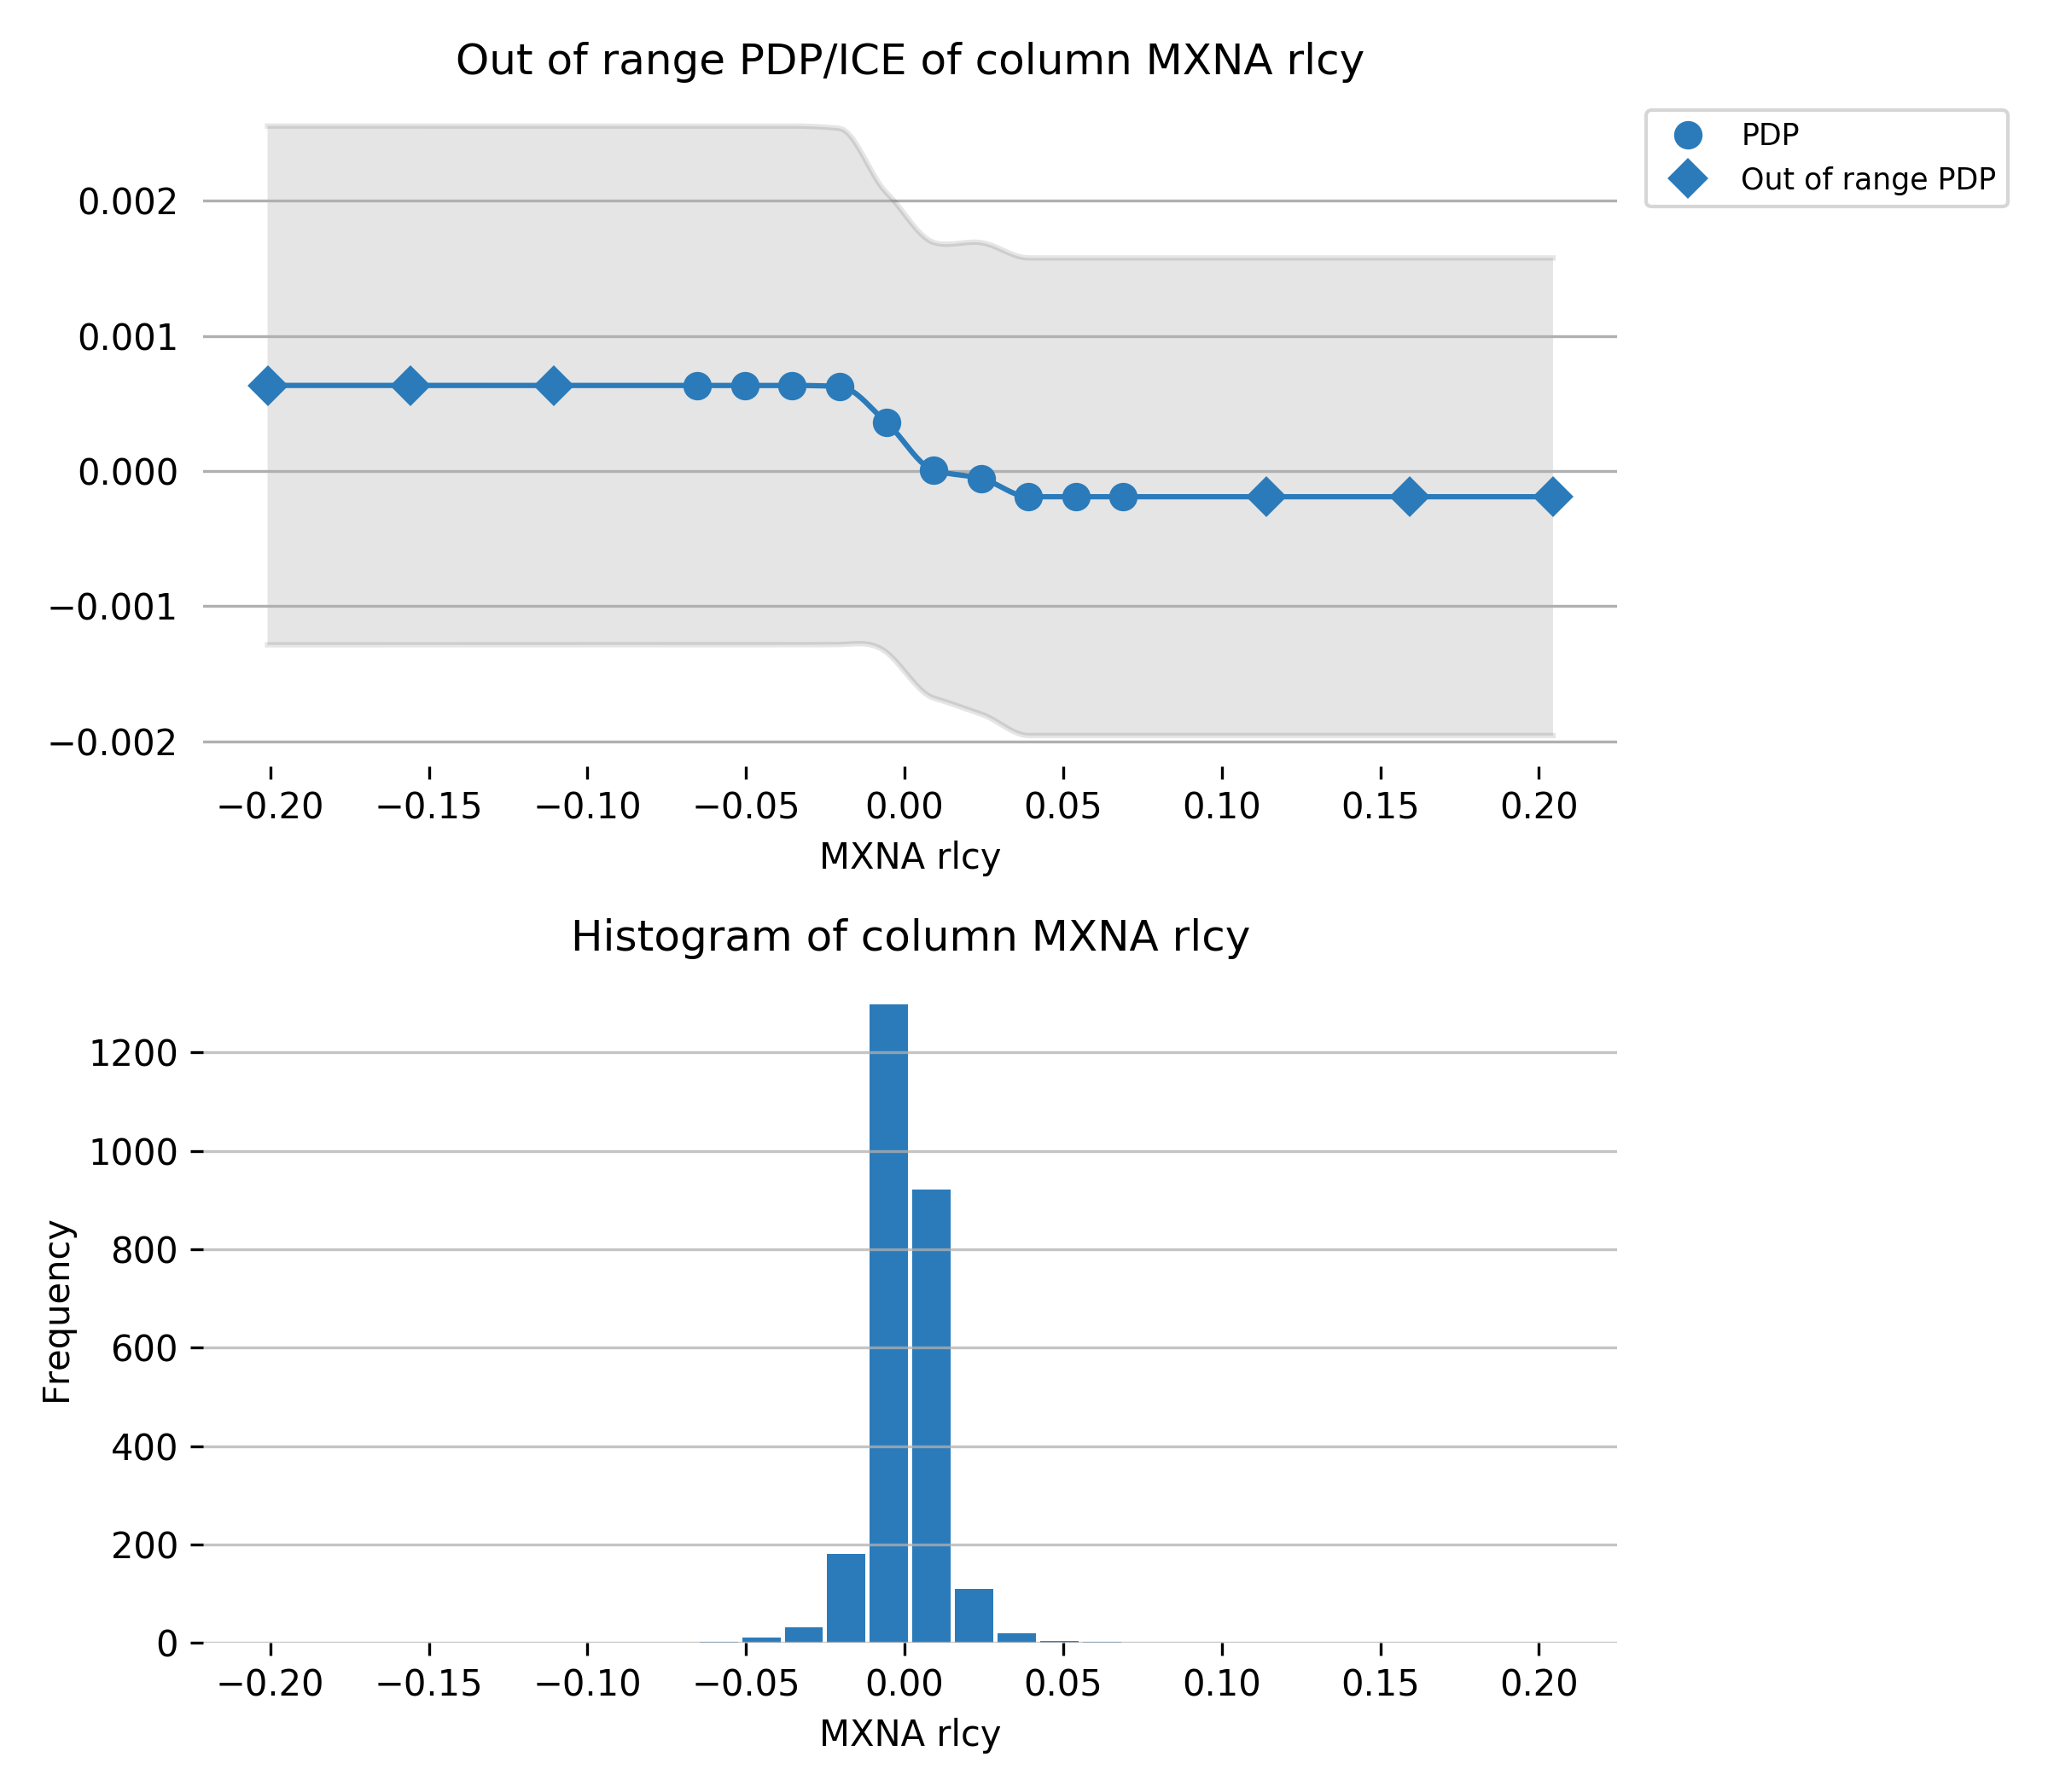 Out of range PDP/ICE of column MXNA rlcy
PDP
Out of range PDP
0.002
0.001
0.000
−0.001
−0.002
−0.20 −0.15 −0.10 −0.05 0.00 0.05 0.10 0.15 0.20
MXNA rlcy
Histogram of column MXNA rlcy
Frequency
1200
1000
800
600
400
200
0
−0.20 −0.15 −0.10 −0.05 0.00 0.05 0.10 0.15 0.20
MXNA rlcy